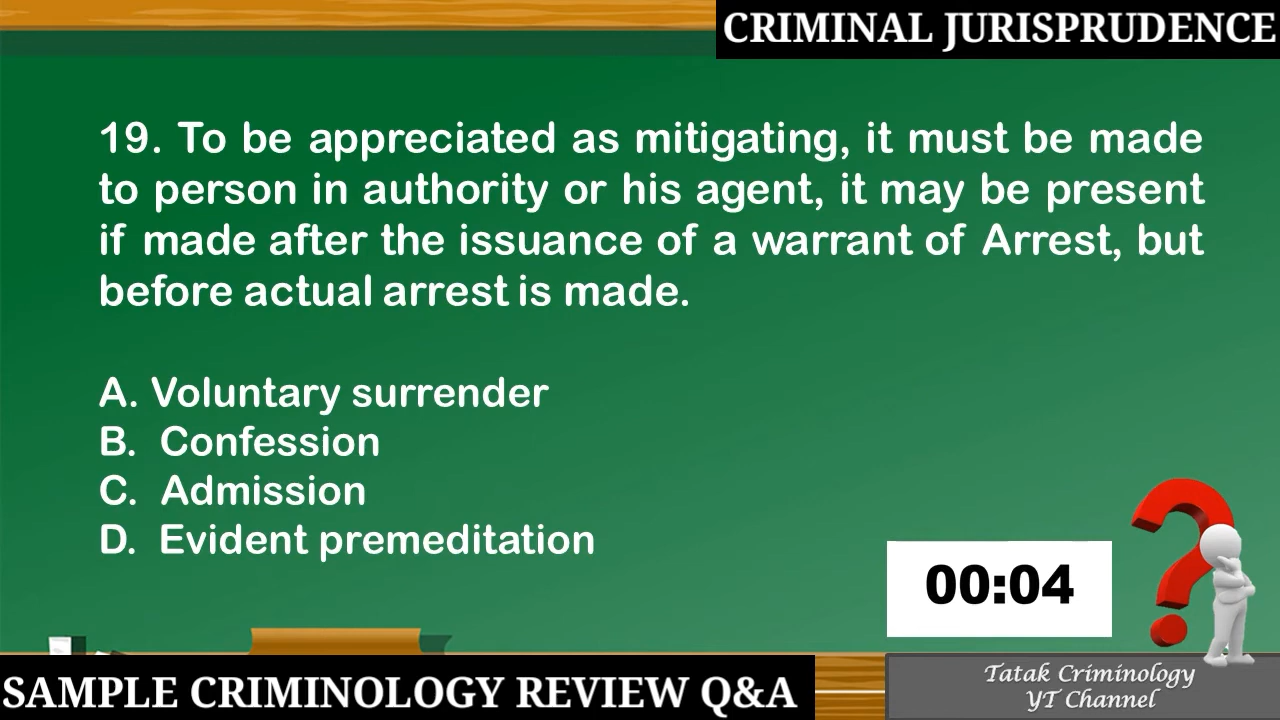 CRIMINAL JURISPRUDENCE
19. To be appreciated as mitigating, it must be made
to person in authority or his agent, it may be present
if made after the issuance of a warrant of Arrest, but
before actual arrest is made.
A. Voluntary surrender
B. Confession
C. Admission
D. Evident premeditation
00:04
SAMPLE CRIMINOLOGY REVIEW Q&A
Tatak Criminology
YT Channel